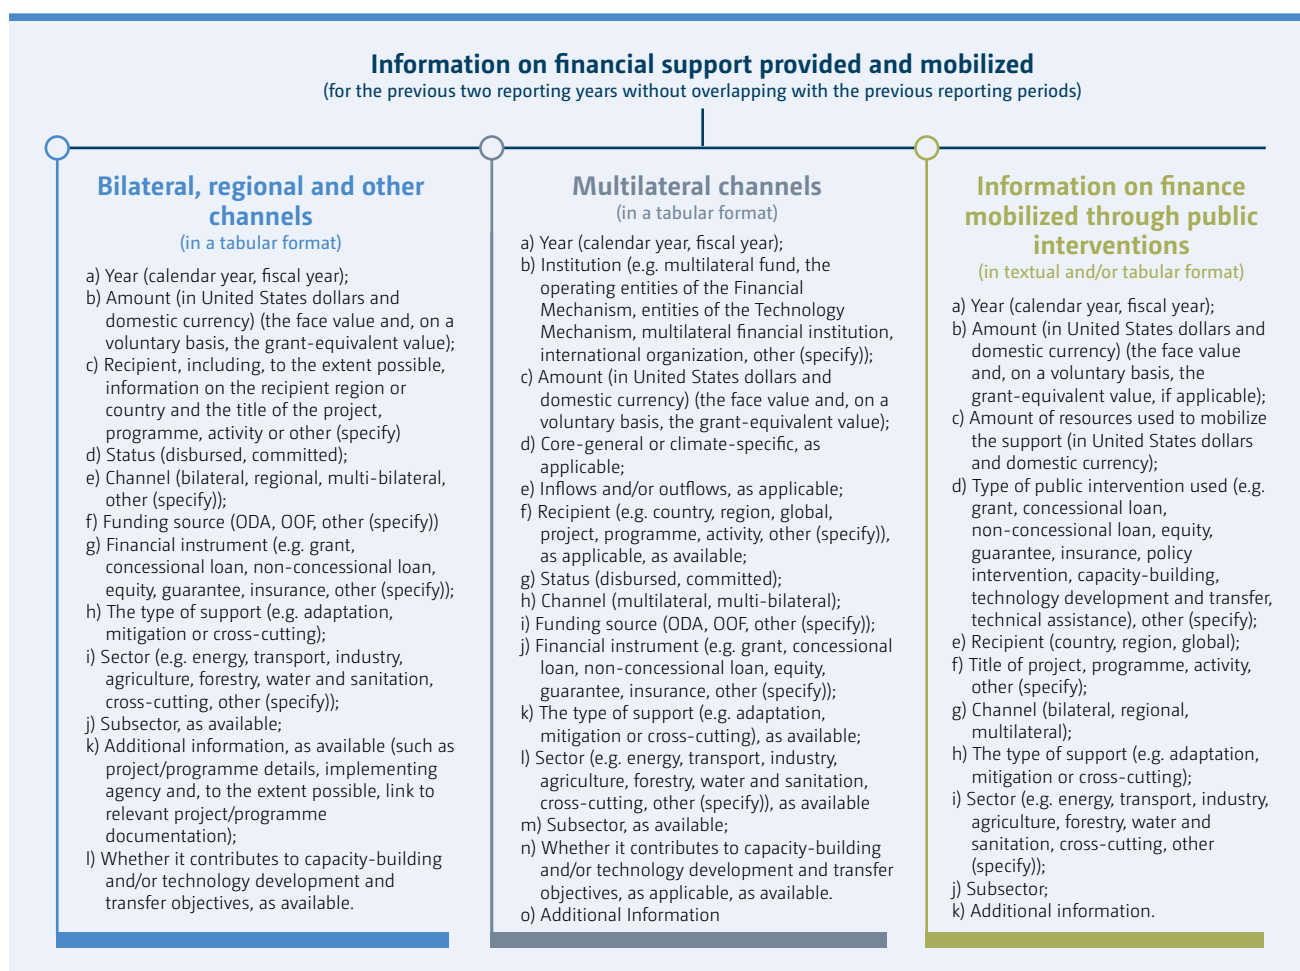 Information on financial support provided and mobilized
(for the previous two reporting years without overlapping with the previous reporting periods)
Bilateral, regional and other
channels
(in a tabular format)
a) Year (calendar year, fiscal year);
b) Amount (in United States dollars and
domestic currency) (the face value and, on a
voluntary basis, the grant-equivalent value);
c) Recipient, including, to the extent possible,
information on the recipient region or
country and the title of the project,
programme, activity or other (specify)
d) Status (disbursed, committed);
e) Channel (bilateral, regional, multi-bilateral,
other (specify));
f) Funding source (ODA, OOF, other (specify))
g) Financial instrument (e.g. grant,
concessional loan, non-concessional loan,
equity, guarantee, insurance, other (specify));
h) The type of support (e.g. adaptation,
mitigation or cross-cutting);
i) Sector (e.g. energy, transport, industry,
agriculture, forestry, water and sanitation,
cross-cutting, other (specify));
j) Subsector, as available;
k) Additional information, as available (such as
project/programme details, implementing
agency and, to the extent possible, link to
relevant project/programme
documentation);
l) Whether it contributes to capacity-building
and/or technology development and
transfer objectives, as available.
Multilateral channels
(in a tabular format)
a) Year (calendar year, fiscal year);
b) Institution (e.g. multilateral fund, the
operating entities of the Financial
Mechanism, entities of the Technology
Mechanism, multilateral financial institution,
international organization, other (specify));
c) Amount (in United States dollars and
domestic currency) (the face value and, on a
voluntary basis, the grant-equivalent value);
d) Core-general or climate-specific, as
applicable;
e) Inflows and/or outflows, as applicable;
f) Recipient (e.g. country, region, global,
project, programme, activity, other (specify)),
as applicable, as available;
g) Status (disbursed, committed);
h) Channel (multilateral, multi-bilateral);
i) Funding source (ODA, OOF, other (specify));
j) Financial instrument (e.g. grant, concessional
loan, non-concessional loan, equity,
guarantee, insurance, other (specify));
k) The type of support (e.g. adaptation,
mitigation or cross-cutting), as available;
l) Sector (e.g. energy, transport, industry,
agriculture, forestry, water and sanitation,
cross-cutting, other (specify)), as available
m) Subsector, as available;
n) Whether it contributes to capacity-building
and/or technology development and transfer
objectives, as applicable, as available.
o) Additional Information
Information on finance
mobilized through public
interventions
(in textual and/or tabular format)
a) Year (calendar year, fiscal year);
b) Amount (in United States dollars and
domestic currency) (the face value
and, on a voluntary basis, the
grant-equivalent value, if applicable);
c) Amount of resources used to mobilize
the support (in United States dollars
and domestic currency);
d) Type of public intervention used (e.g.
grant, concessional loan,
non-concessional loan, equity,
guarantee, insurance, policy
intervention, capacity-building,
technology development and transfer,
technical assistance), other (specify);
e) Recipient (country, region, global);
f) Title of project, programme, activity,
other (specify);
g) Channel (bilateral, regional,
multilateral);
h) The type of support (e.g. adaptation,
mitigation or cross-cutting);
i) Sector (e.g. energy, transport, industry,
agriculture, forestry, water and
sanitation, cross-cutting, other
(specify));
j) Subsector;
k) Additional information.